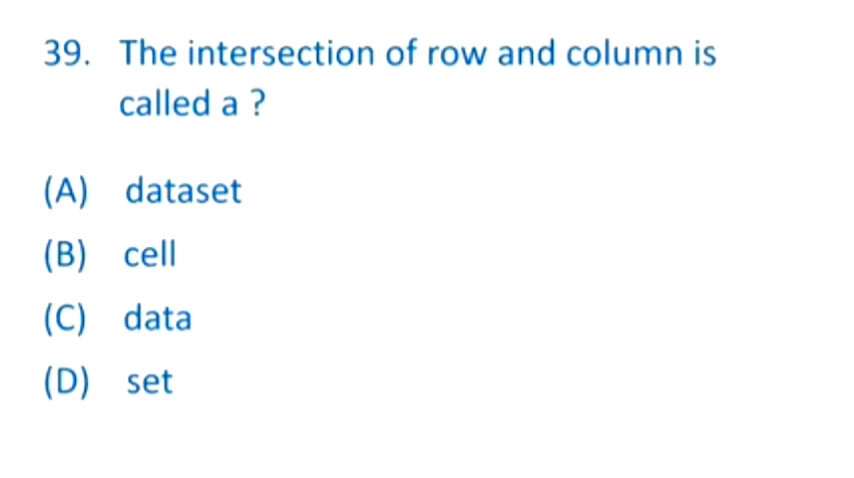 39. The intersection of row and column is
called a ?
(A) dataset
(B) cell
(C) data
(D) set